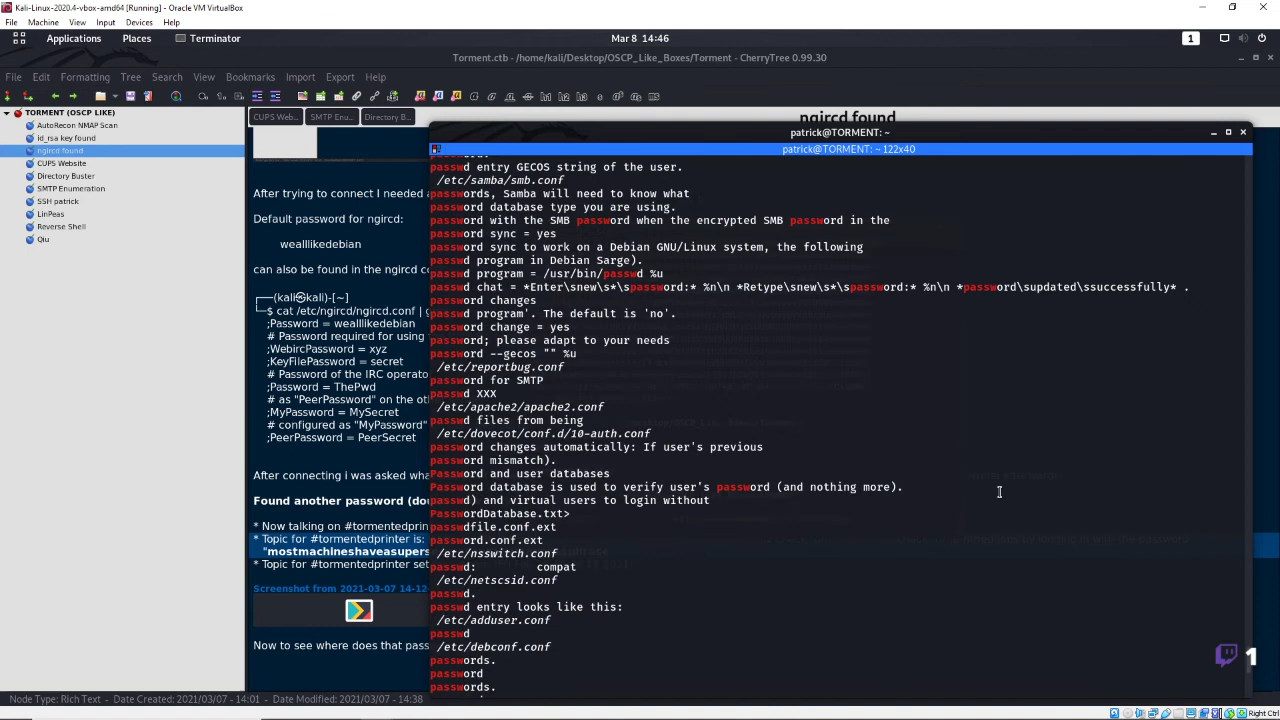 Kali-Linux-2020.4-vbox-amd64 [Running] - Oracle VM VirtualBox
File Machine View Input Devices Help
Applications Places Terminator Mar 8 14:46 1
Torment.ctb - /home/kali/Desktop/OSCP_Like_Boxes/Torment - CherryTree 0.99.30
File Edit Formatting Tree Search View Bookmarks Import Export Help
TORMENT (OSCP LIKE)
AutoRecon NMAP Scan
id_rsa key found
ngircd found
CUPS Website
Directory Buster
SMTP Enumeration
SSH patrick
LinPeas
Reverse Shell
Qiu
CUPS Web... SMTP Enu... Directory B...
ngircd found
After trying to connect I needed a
Default password for ngircd:
wealllikedebian
can also be found in the ngircd co
┌──(kali㉿kali)-[~]
└─$ cat /etc/ngircd/ngircd.conf | g
;Password = wealllikedebian
# Password required for using
;WebircPassword = xyz
;KeyFilePassword = secret
# Password of the IRC operato
;Password = ThePwd
# as "PeerPassword" on the oth
;MyPassword = MySecret
# configured as "MyPassword"
;PeerPassword = PeerSecret
After connecting i was asked wha
Found another password (do
* Now talking on #tormentedprin
* Topic for #tormentedprinter is:
"mostmachineshaveasupers
* Topic for #tormentedprinter set
Screenshot from 2021-03-07 14-12-
Now to see where does that pass
patrick@TORMENT: ~
patrick@TORMENT: ~ 122x40
passwd entry GECOS string of the user.
/etc/samba/smb.conf
passwords, Samba will need to know what
password database type you are using.
password with the SMB password when the encrypted SMB password in the
password sync = yes
password sync to work on a Debian GNU/Linux system, the following
passwd program in Debian Sarge).
passwd program = /usr/bin/passwd %u
passwd chat = *Enter\snew\s*\spassword:* %n\n *Retype\snew\s*\spassword:* %n\n *password\supdated\ssuccessfully* .
password changes
passwd program'. The default is 'no'.
password change = yes
password; please adapt to your needs
password --gecos "" %u
/etc/reportbug.conf
password for SMTP
passwd XXX
/etc/apache2/apache2.conf
passwd files from being
/etc/dovecot/conf.d/10-auth.conf
password changes automatically: If user's previous
password mismatch).
Password and user databases
Password database is used to verify user's password (and nothing more).
passwd) and virtual users to login without
PasswordDatabase.txt>
passwdfile.conf.ext
password.conf.ext
/etc/nsswitch.conf
passwd: compat
/etc/netscsid.conf
passwd.
passwd entry looks like this:
/etc/adduser.conf
passwd
/etc/debconf.conf
passwords.
password
passwords.
1
Node Type: Rich Text - Date Created: 2021/03/07 - 14:01 - Date Modified: 2021/03/07 - 14:38
Right Ctrl